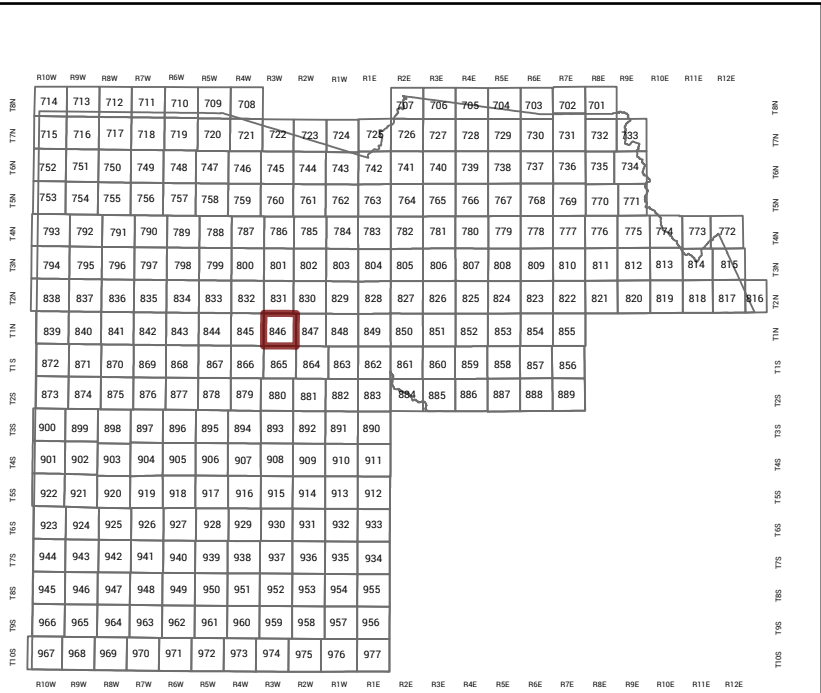 R10W R9W R8W R7W R6W R5W R4W R3W R2W R1W R1E R2E R3E R4E R5E R6E R7E R8E R9E R10E R11E R12E
T8N 714 713 712 711 710 709 708 707 706 705 704 703 702 701 T8N
T7N 715 716 717 718 719 720 721 722 723 724 725 726 727 728 729 730 731 732 733 T7N
T6N 752 751 750 749 748 747 746 745 744 743 742 741 740 739 738 737 736 735 734 T6N
T5N 753 754 755 756 757 758 759 760 761 762 763 764 765 766 767 768 769 770 771 T5N
T4N 793 792 791 790 789 788 787 786 785 784 783 782 781 780 779 778 777 776 775 774 773 772 T4N
T3N 794 795 796 797 798 799 800 801 802 803 804 805 806 807 808 809 810 811 812 813 814 815 T3N
T2N 838 837 836 835 834 833 832 831 830 829 828 827 826 825 824 823 822 821 820 819 818 817 816 T2N
T1N 839 840 841 842 843 844 845 846 847 848 849 850 851 852 853 854 855 T1N
T1S 872 871 870 869 868 867 866 865 864 863 862 861 860 859 858 857 856 T1S
T2S 873 874 875 876 877 878 879 880 881 882 883 884 885 886 887 888 889 T2S
T3S 900 899 898 897 896 895 894 893 892 891 890 T3S
T4S 901 902 903 904 905 906 907 908 909 910 911 T4S
T5S 922 921 920 919 918 917 916 915 914 913 912 T5S
T6S 923 924 925 926 927 928 929 930 931 932 933 T6S
T7S 944 943 942 941 940 939 938 937 936 935 934 T7S
T8S 945 946 947 948 949 950 951 952 953 954 955 T8S
T9S 966 965 964 963 962 961 960 959 958 957 956 T9S
T10S 967 968 969 970 971 972 973 974 975 976 977 T10S
R10W R9W R8W R7W R6W R5W R4W R3W R2W R1W R1E R2E R3E R4E R5E R6E R7E R8E R9E R10E R11E R12E